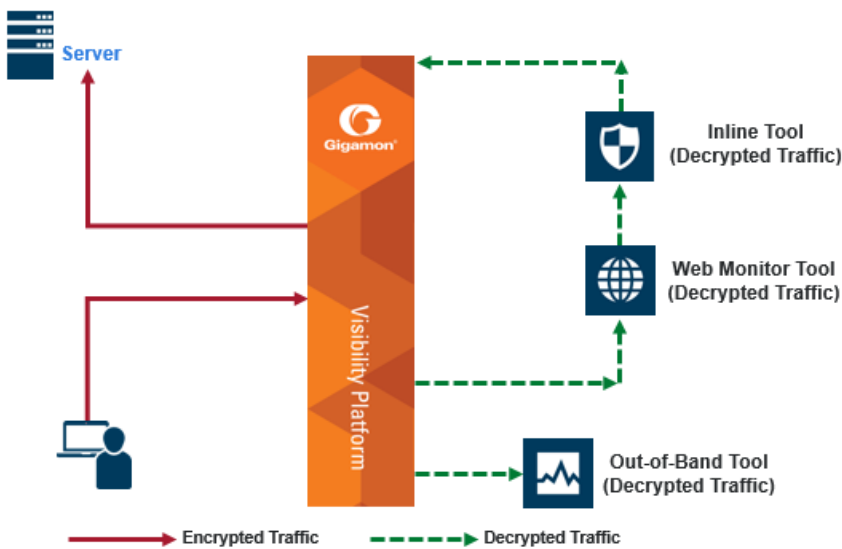 Server
Gigamon®
Inline Tool
(Decrypted Traffic)
Web Monitor Tool
(Decrypted Traffic)
Visibility Platform
Out-of-Band Tool
(Decrypted Traffic)
Encrypted Traffic
Decrypted Traffic